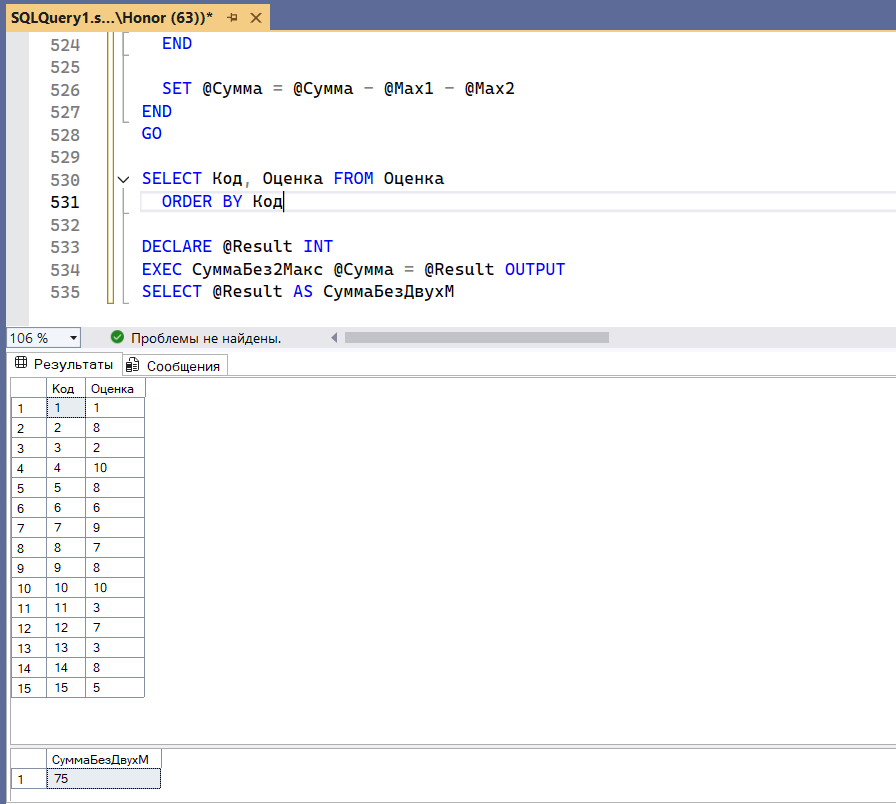 SQLQuery1.s...\Honor (63))*
524 END
525
526 SET @Сумма = @Сумма - @Max1 - @Max2
527 END
528 GO
529
530 SELECT Код, Оценка FROM Оценка
531 ORDER BY Код
532
533 DECLARE @Result INT
534 EXEC СуммаБез2Макс @Сумма = @Result OUTPUT
535 SELECT @Result AS СуммаБезДвухМ
106 % Проблемы не найдены.
Результаты Сообщения
Код Оценка
1 1 1
2 2 8
3 3 2
4 4 10
5 5 8
6 6 6
7 7 9
8 8 7
9 9 8
10 10 10
11 11 3
12 12 7
13 13 3
14 14 8
15 15 5
СуммаБезДвухМ
1 75